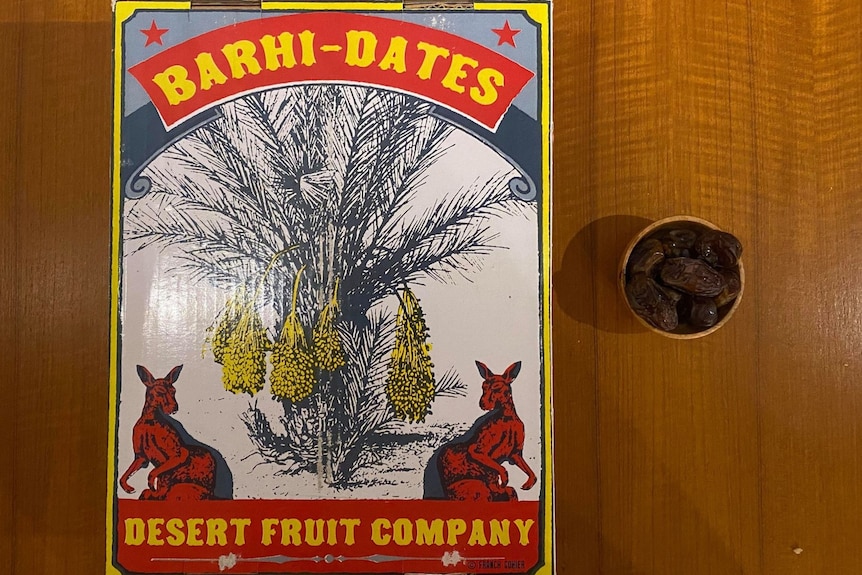 BARHI-DATES
DESERT FRUIT COMPANY